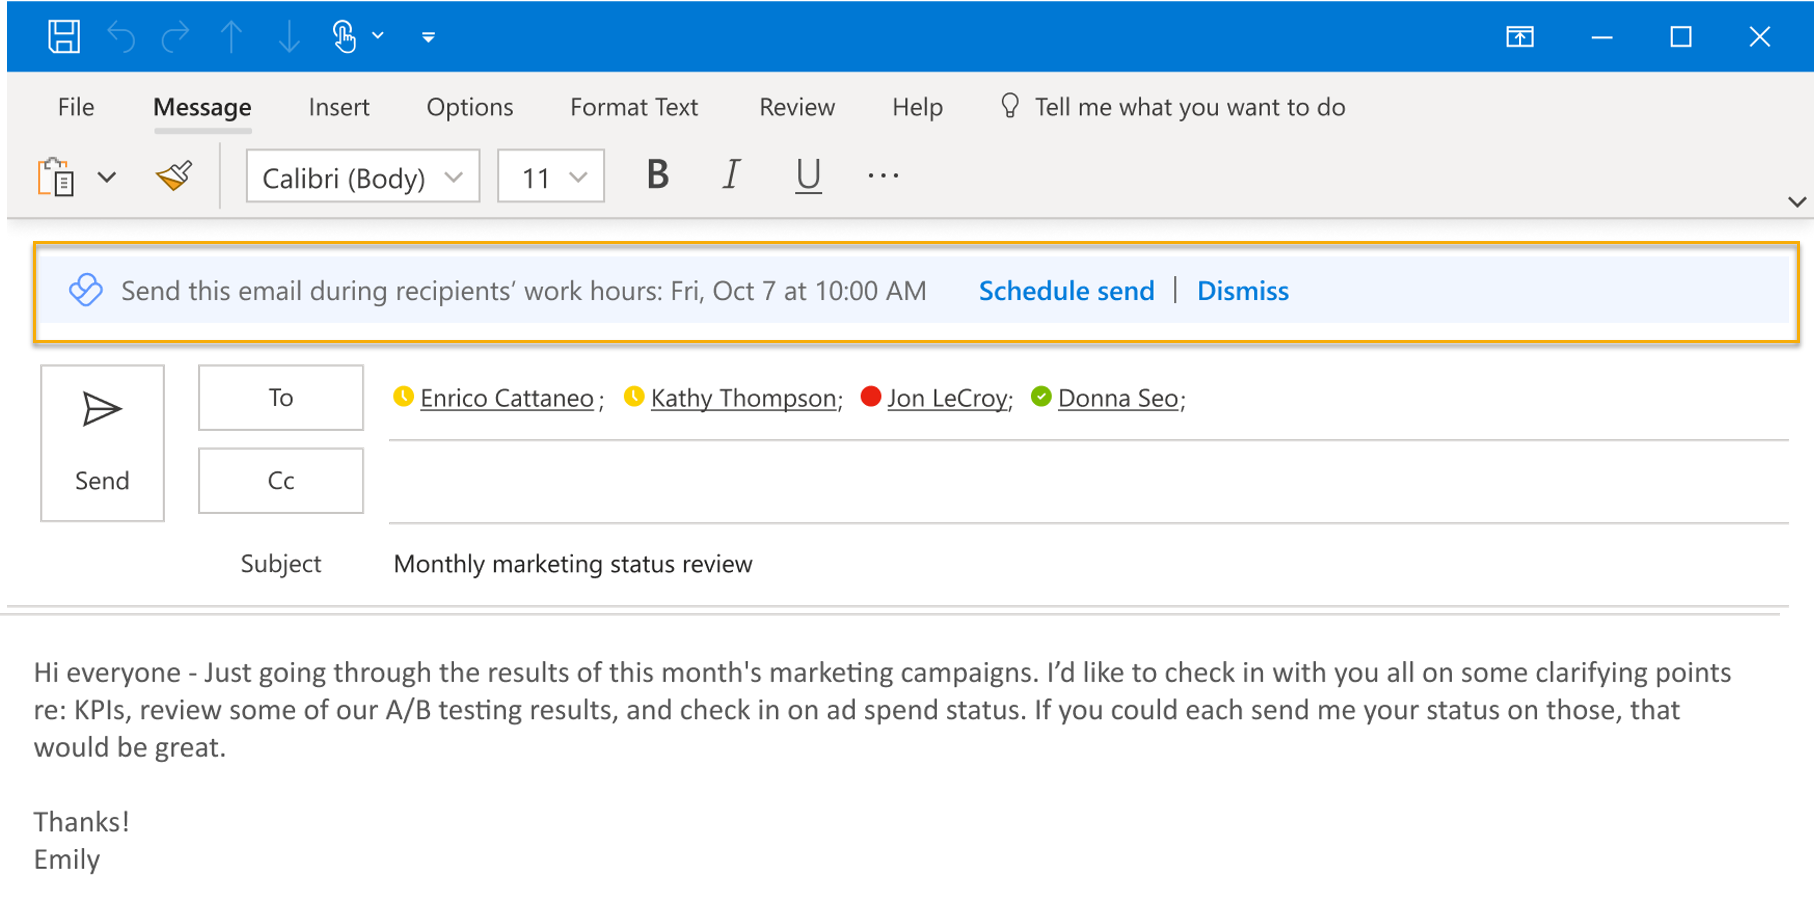 File Message Insert Options Format Text Review Help Tell me what you want to do
Calibri (Body) 11 B I U ...
Send this email during recipients’ work hours: Fri, Oct 7 at 10:00 AM Schedule send | Dismiss
To Enrico Cattaneo ; Kathy Thompson; Jon LeCroy; Donna Seo;
Send Cc
Subject Monthly marketing status review
Hi everyone - Just going through the results of this month's marketing campaigns. I’d like to check in with you all on some clarifying points
re: KPIs, review some of our A/B testing results, and check in on ad spend status. If you could each send me your status on those, that
would be great.
Thanks!
Emily